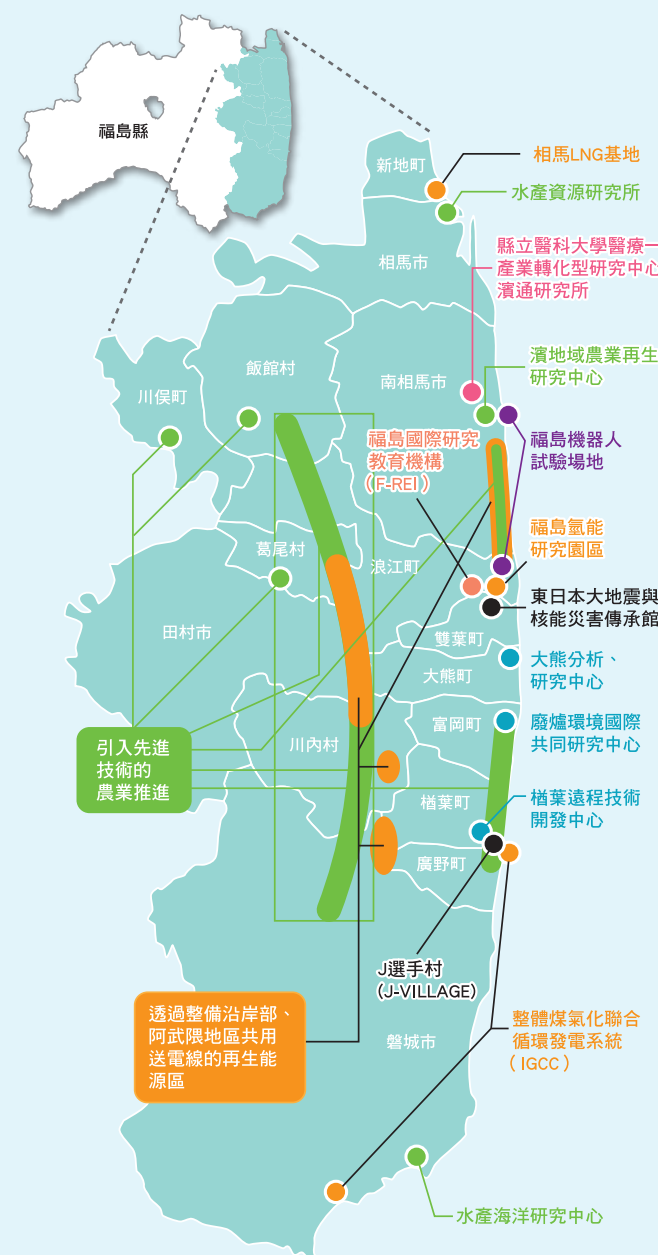 福島縣
新地町
相馬LNG基地
水產資源研究所
相馬市
縣立醫科大學醫療—
產業轉化型研究中心
濱通研究所
飯館村
川俣町
南相馬市
濱地域農業再生
研究中心
福島國際研究
教育機構
（F-REI）
福島機器人
試驗場地
葛尾村
浪江町
福島氫能
研究園區
東日本大地震與
核能災害傳承館
田村市
雙葉町
大熊町
大熊分析、
研究中心
富岡町
川內村
廢爐環境國際
共同研究中心
引入先進
技術的
農業推進
楢葉町
楢葉遠程技術
開發中心
廣野町
J選手村
(J-VILLAGE)
透過整備沿岸部、
阿武隈地區共用
送電線的再生能
源區
磐城市
整體煤氣化聯合
循環發電系統
（IGCC）
水產海洋研究中心